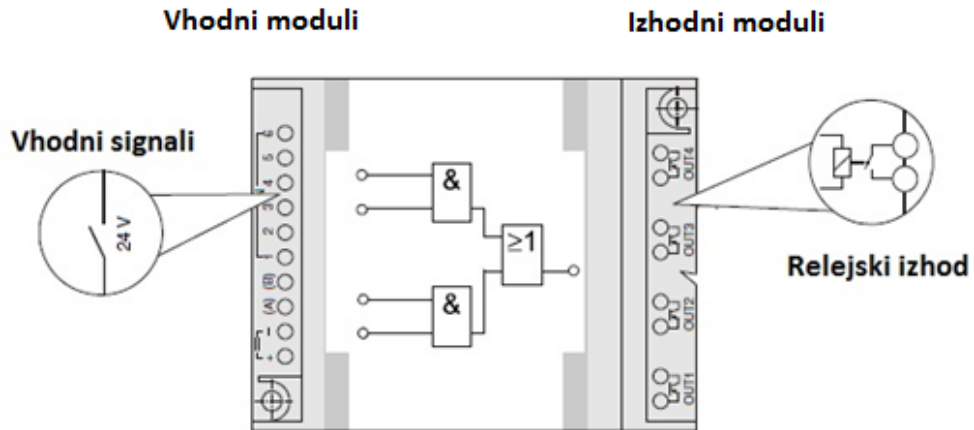 Vhodni moduli
Izhodni moduli
Vhodni signali
24 V
6
5
4
3
2
1
(B)
(A)
−
+
&
&
≥1
OUT4
OUT3
OUT2
OUT1
Relejski izhod